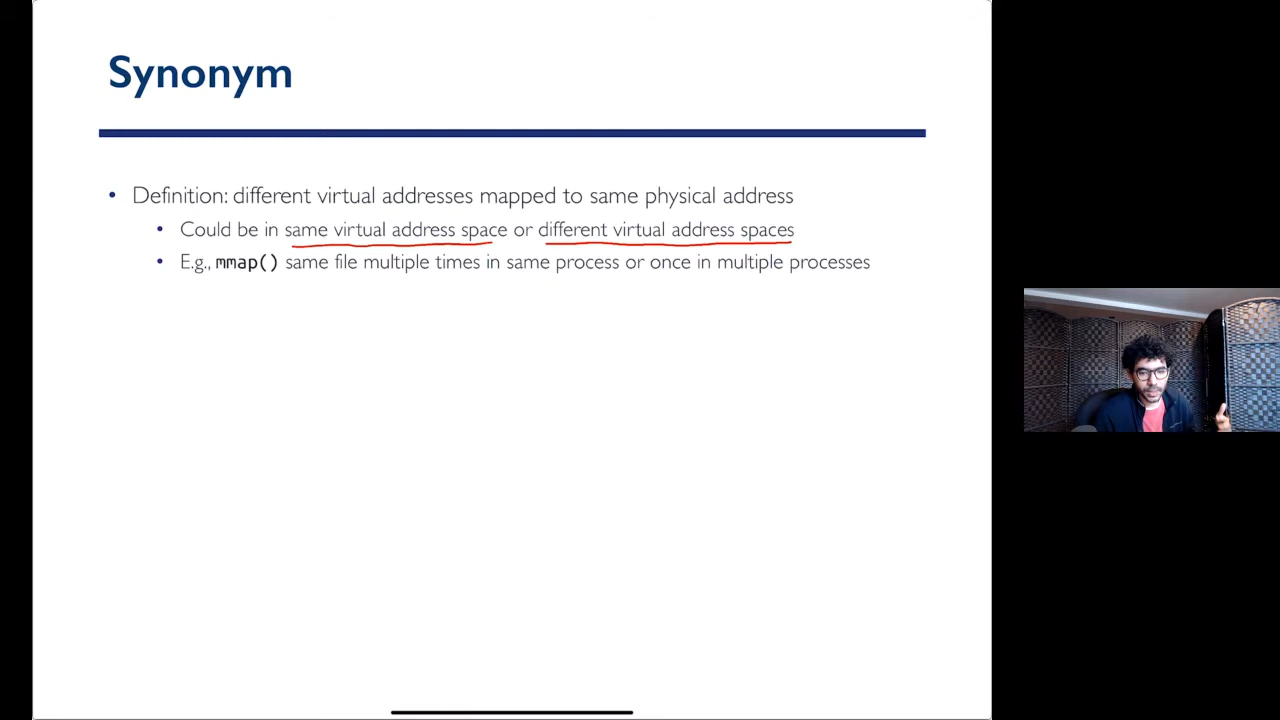 Synonym
• Definition: different virtual addresses mapped to same physical address
• Could be in same virtual address space or different virtual address spaces
• E.g., mmap() same file multiple times in same process or once in multiple processes